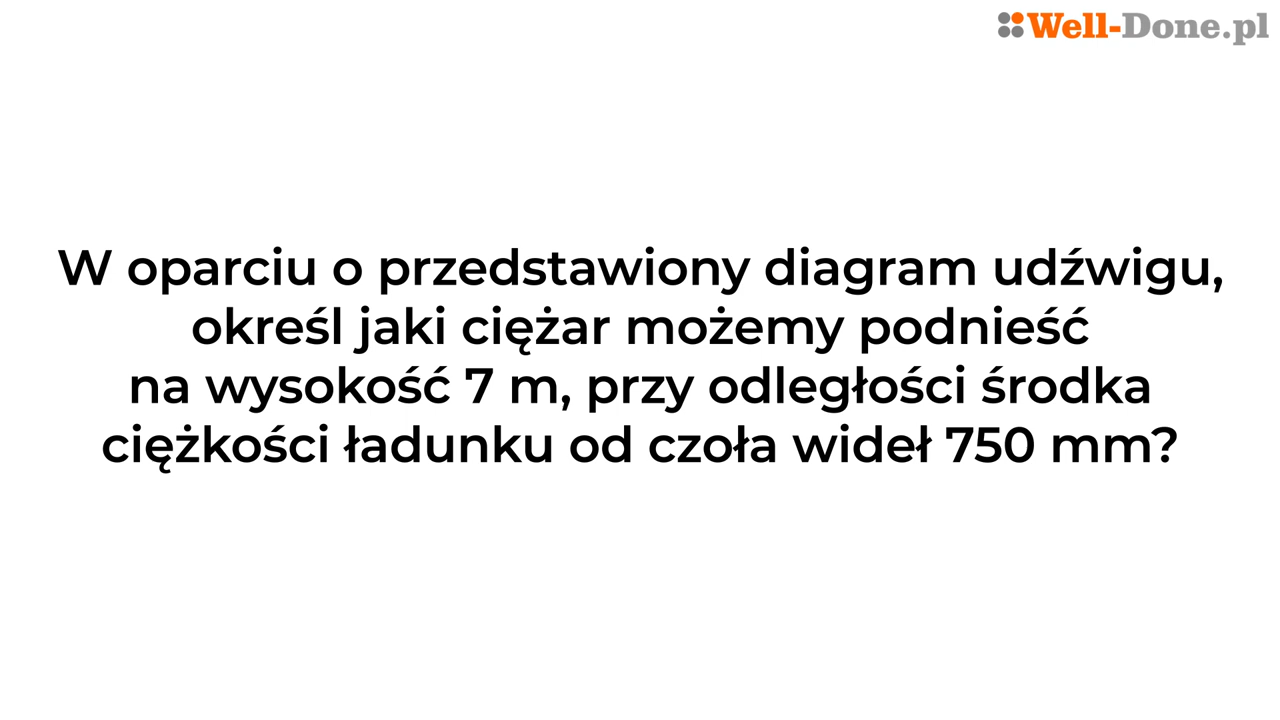 Well-Done.pl
W oparciu o przedstawiony diagram udźwigu,
określ jaki ciężar możemy podnieść
na wysokość 7 m, przy odległości środka
ciężkości ładunku od czoła wideł 750 mm?